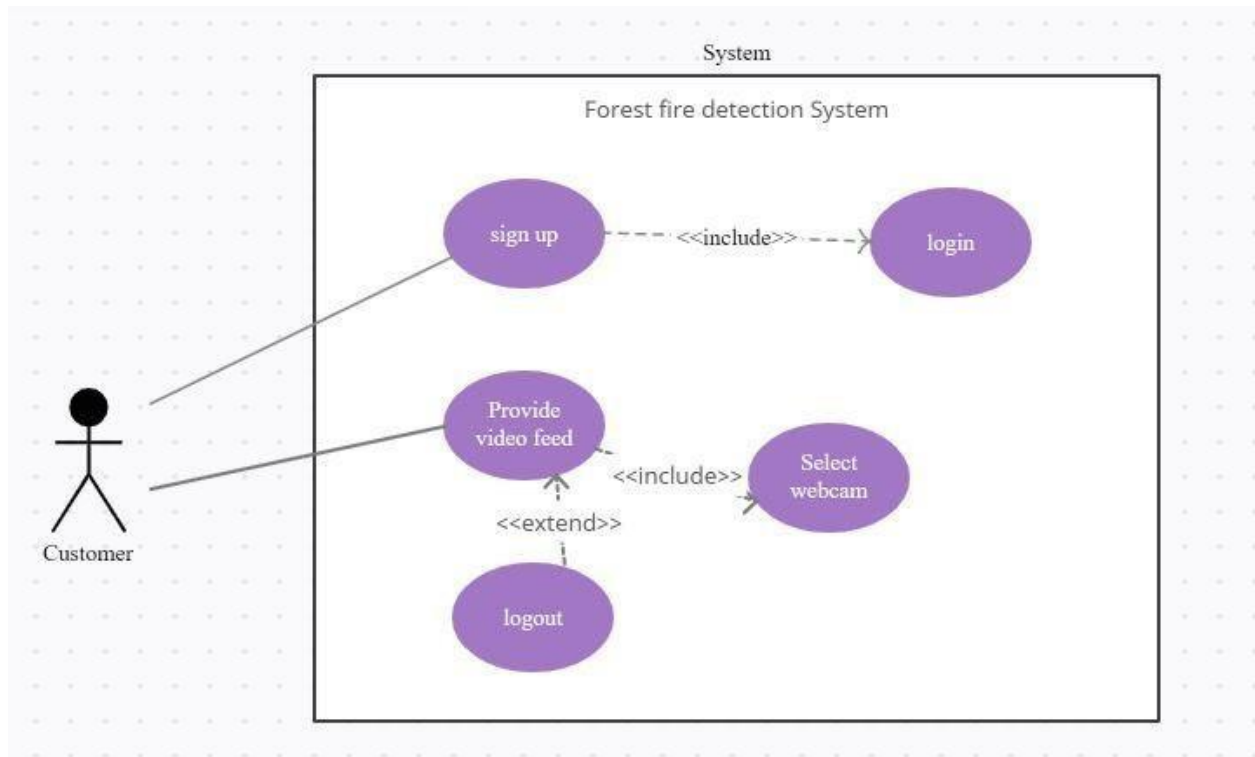 System
Forest fire detection System
sign up
<<include>>
login
Provide
video feed
<<include>>
Select
webcam
<<extend>>
logout
Customer